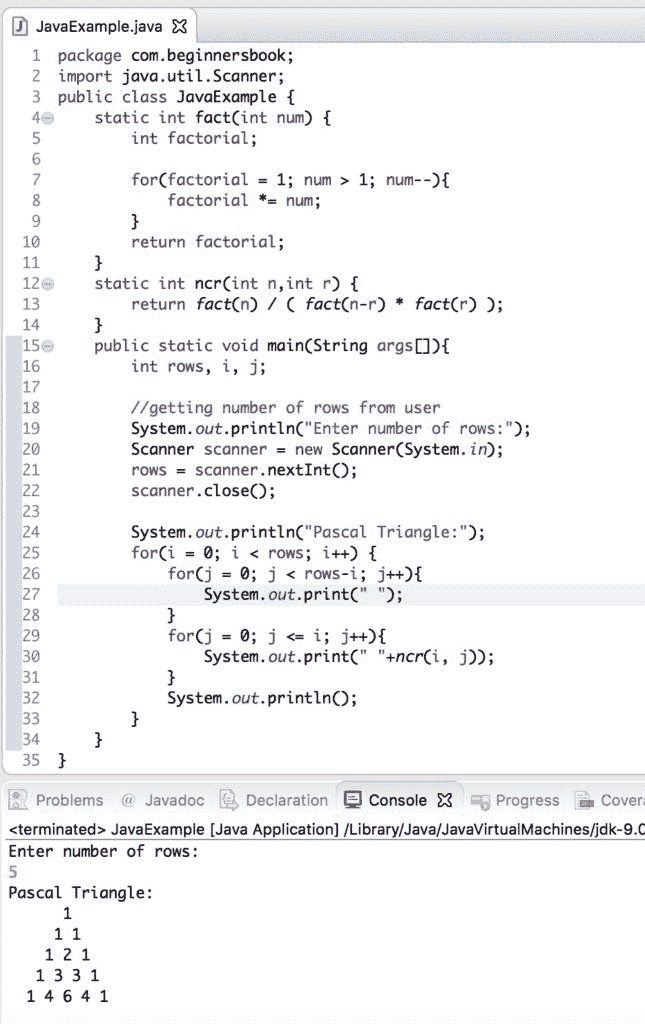 JavaExample.java
1 package com.beginnersbook;
2 import java.util.Scanner;
3 public class JavaExample {
4     static int fact(int num) {
5         int factorial;
6
7         for(factorial = 1; num > 1; num--){
8             factorial *= num;
9         }
10         return factorial;
11     }
12     static int ncr(int n,int r) {
13         return fact(n) / ( fact(n-r) * fact(r) );
14     }
15     public static void main(String args[]){
16         int rows, i, j;
17
18         //getting number of rows from user
19         System.out.println("Enter number of rows:");
20         Scanner scanner = new Scanner(System.in);
21         rows = scanner.nextInt();
22         scanner.close();
23
24         System.out.println("Pascal Triangle:");
25         for(i = 0; i < rows; i++) {
26             for(j = 0; j < rows-i; j++){
27                 System.out.print(" ");
28             }
29             for(j = 0; j <= i; j++){
30                 System.out.print(" "+ncr(i, j));
31             }
32             System.out.println();
33         }
34     }
35 }
Problems @ Javadoc Declaration Console Progress Cover
<terminated> JavaExample [Java Application] /Library/Java/JavaVirtualMachines/jdk-9.0
Enter number of rows:
5
Pascal Triangle:
      1
     1 1
    1 2 1
   1 3 3 1
  1 4 6 4 1